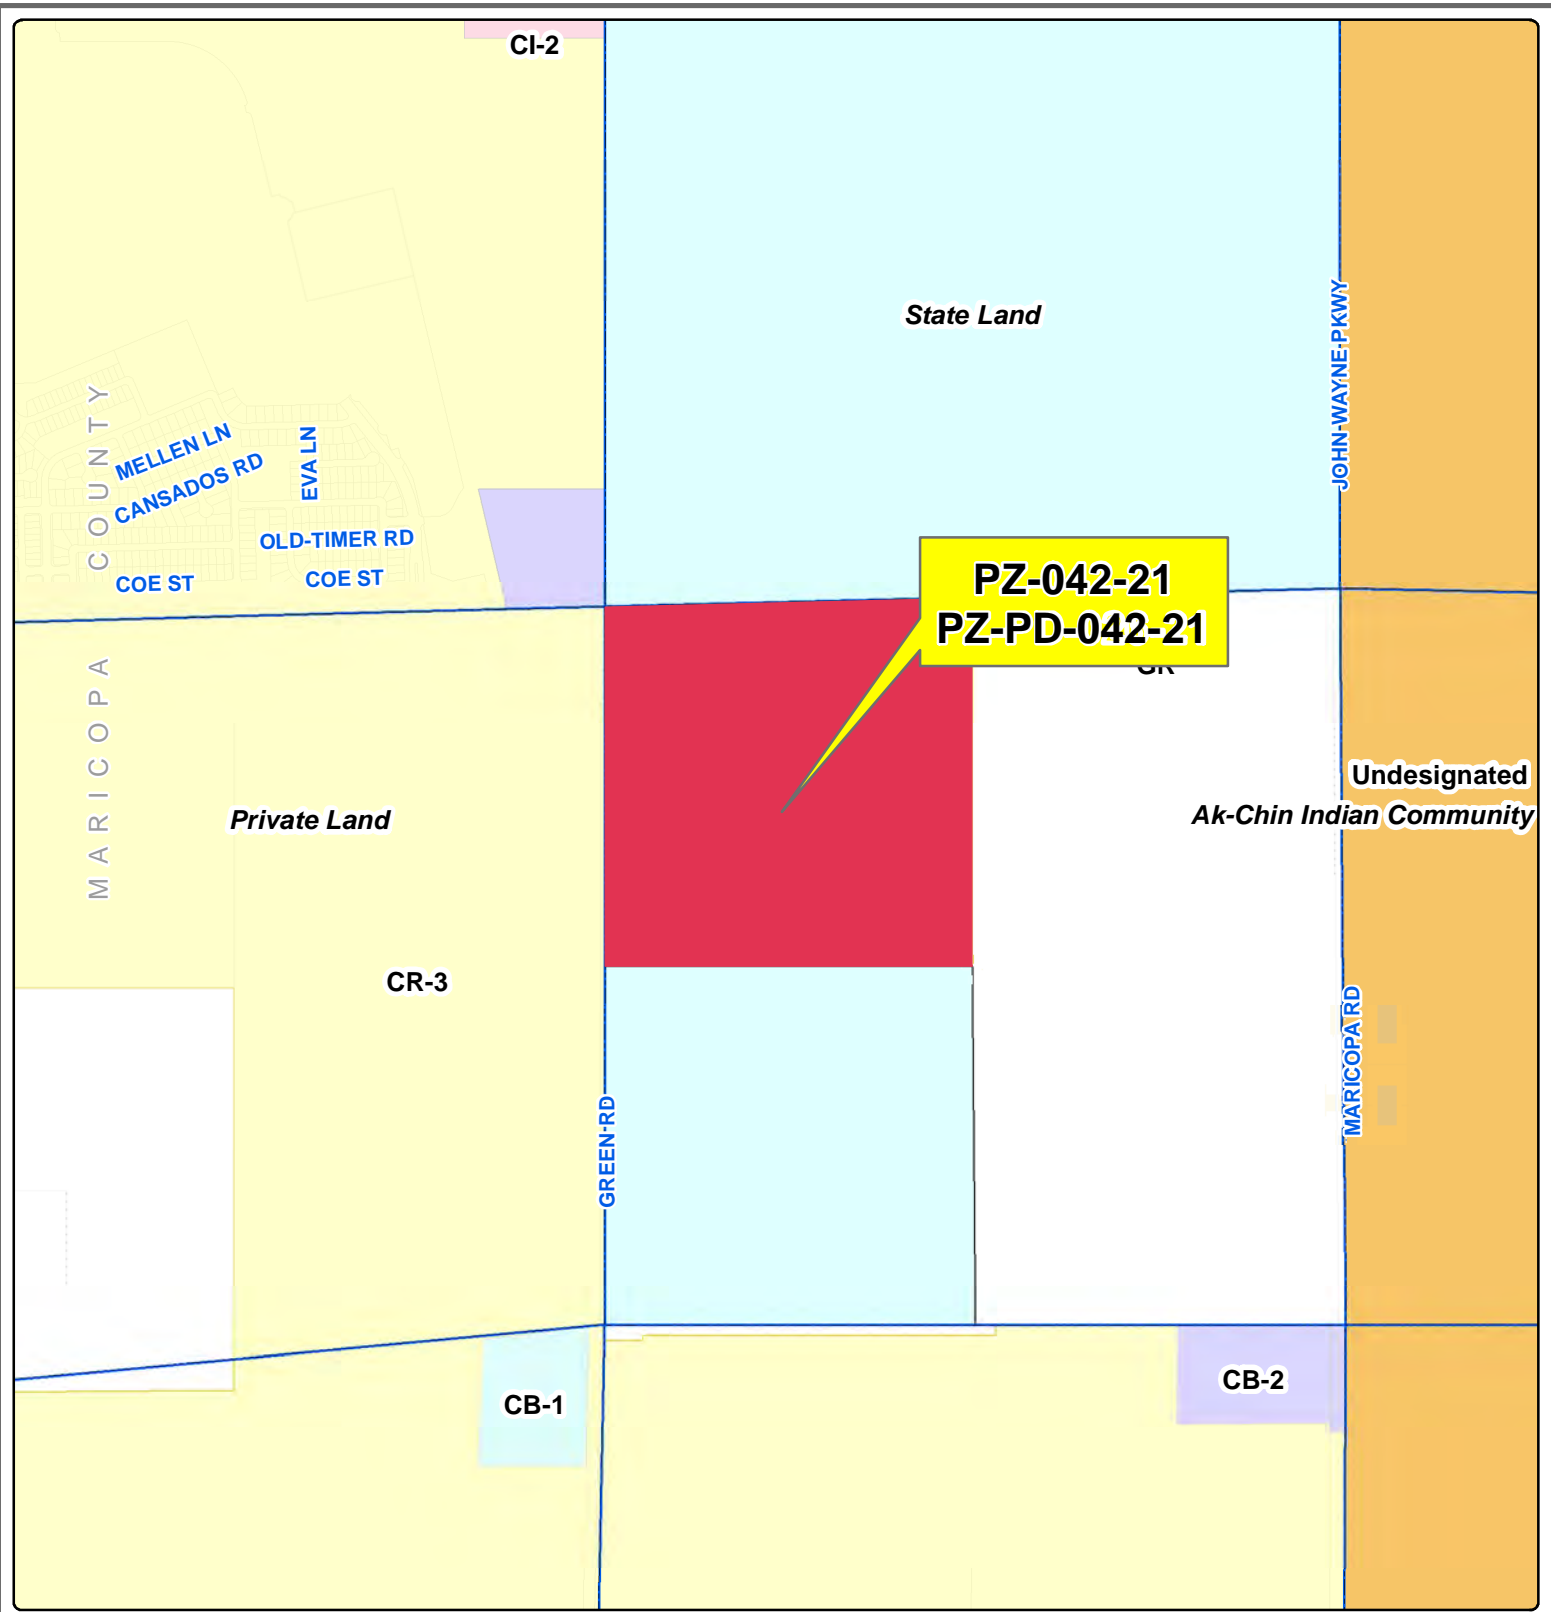 CI-2
State Land
JOHN-WAYNE-PKWY
COUNTY
MELLEN LN
CANSADOS RD
EVA LN
OLD-TIMER RD
COE ST
COE ST
PZ-042-21
PZ-PD-042-21
GR
MARICOPA
Undesignated
Ak-Chin Indian Community
Private Land
CR-3
MARICOPA RD
GREEN-RD
CB-1
CB-2